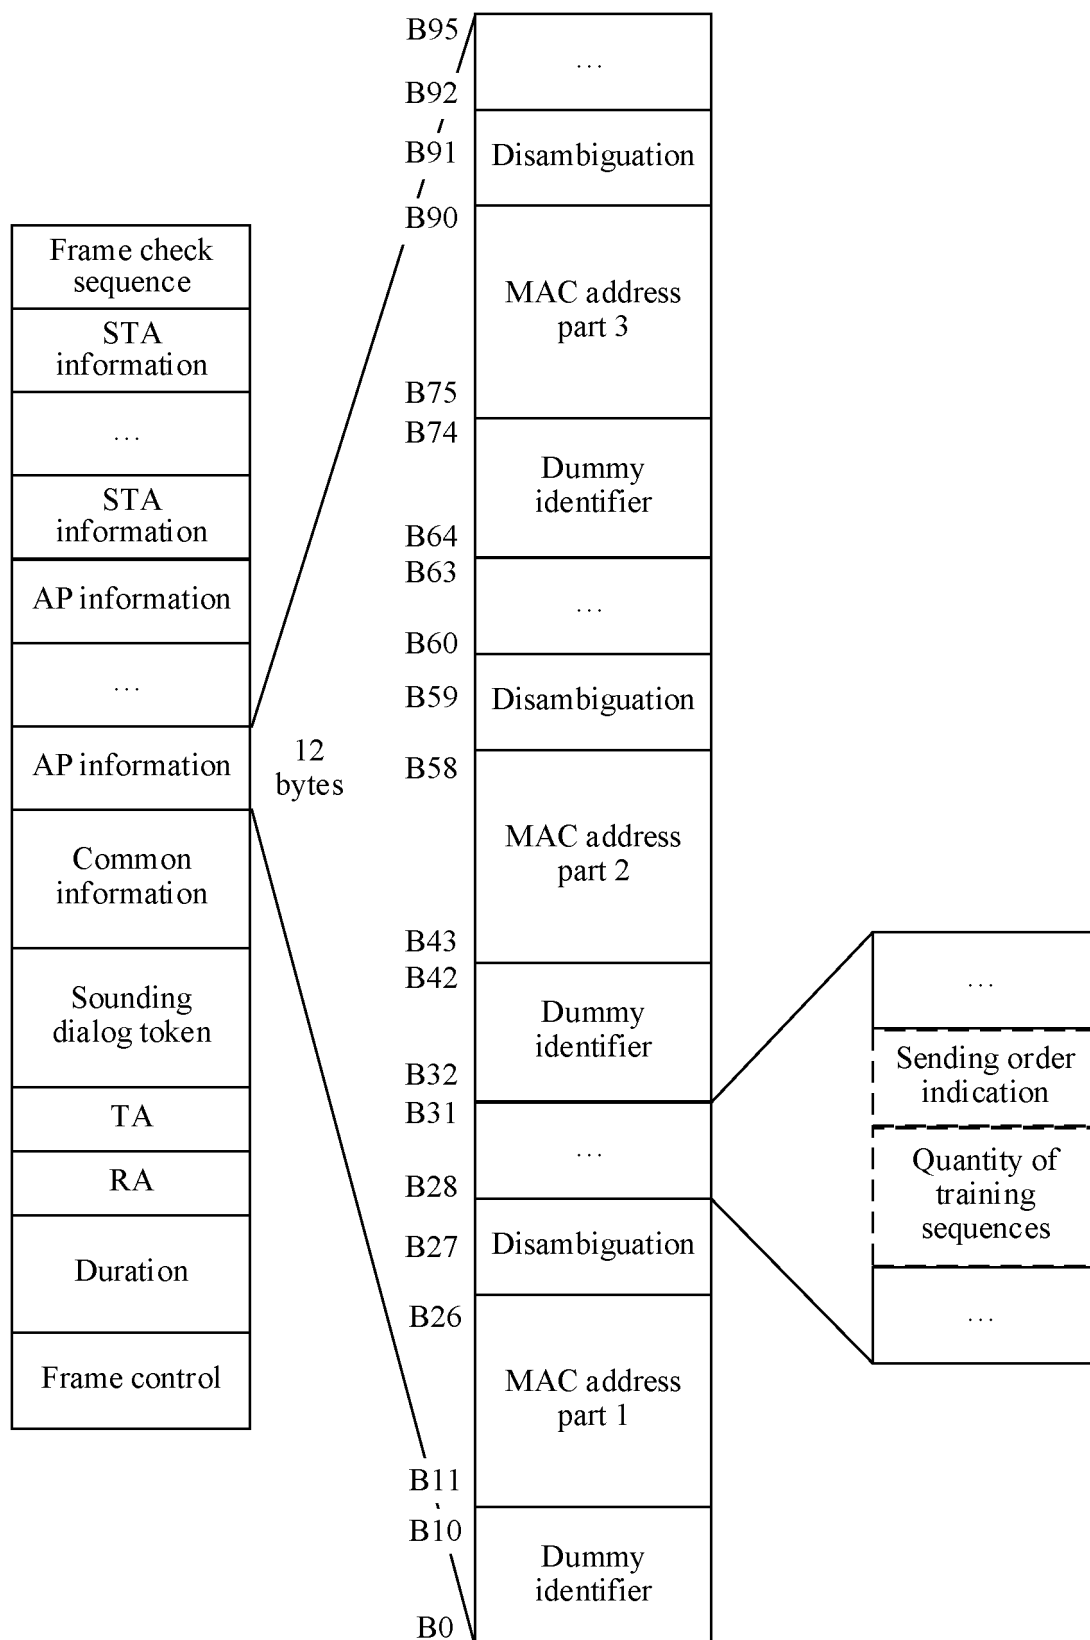 Frame check
sequence
STA
information
...
STA
information
AP information
...
AP information
Common
information
Sounding
dialog token
TA
RA
Duration
Frame control
12
bytes
B95
...
B92
B91
Disambiguation
B90
MAC address
part 3
B75
B74
Dummy
identifier
B64
B63
...
B60
B59
Disambiguation
B58
MAC address
part 2
B43
B42
Dummy
identifier
B32
B31
...
B28
B27
Disambiguation
B26
MAC address
part 1
B11
B10
Dummy
identifier
B0
...
Sending order
indication
Quantity of
training
sequences
...